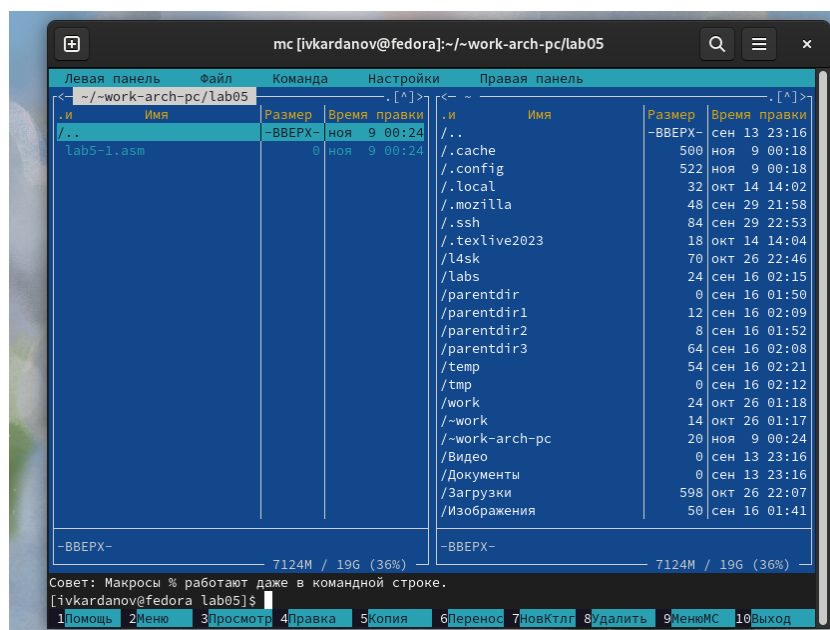 mc [ivkardanov@fedora]:~/~work-arch-pc/lab05
Левая панель Файл Команда Настройки Правая панель
<— ~/~work-arch-pc/lab05 .[^]> <— ~ .[^]>
.и Имя Размер Время правки .и Имя Размер Время правки
/.. -ВВЕРХ- ноя 9 00:24 /.. -ВВЕРХ- сен 13 23:16
lab5-1.asm 0 ноя 9 00:24 /.cache 500 ноя 9 00:18
/.config 522 ноя 9 00:18
/.local 32 окт 14 14:02
/.mozilla 48 сен 29 21:58
/.ssh 84 сен 29 22:53
/.texlive2023 18 окт 14 14:04
/l4sk 70 окт 26 22:46
/labs 24 сен 16 02:15
/parentdir 0 сен 16 01:50
/parentdir1 12 сен 16 02:09
/parentdir2 8 сен 16 01:52
/parentdir3 64 сен 16 02:08
/temp 54 сен 16 02:21
/tmp 0 сен 16 02:12
/work 24 окт 26 01:18
/~work 14 окт 26 01:17
/~work-arch-pc 20 ноя 9 00:24
/Видео 0 сен 13 23:16
/Документы 0 сен 13 23:16
/Загрузки 598 окт 26 22:07
/Изображения 50 сен 16 01:41
-ВВЕРХ- -ВВЕРХ-
7124M / 19G (36%) 7124M / 19G (36%)
Совет: Макросы % работают даже в командной строке.
[ivkardanov@fedora lab05]$
1Помощь 2Меню 3Просмотр 4Правка 5Копия 6Перенос 7НовКтлг 8Удалить 9МенюMC 10Выход